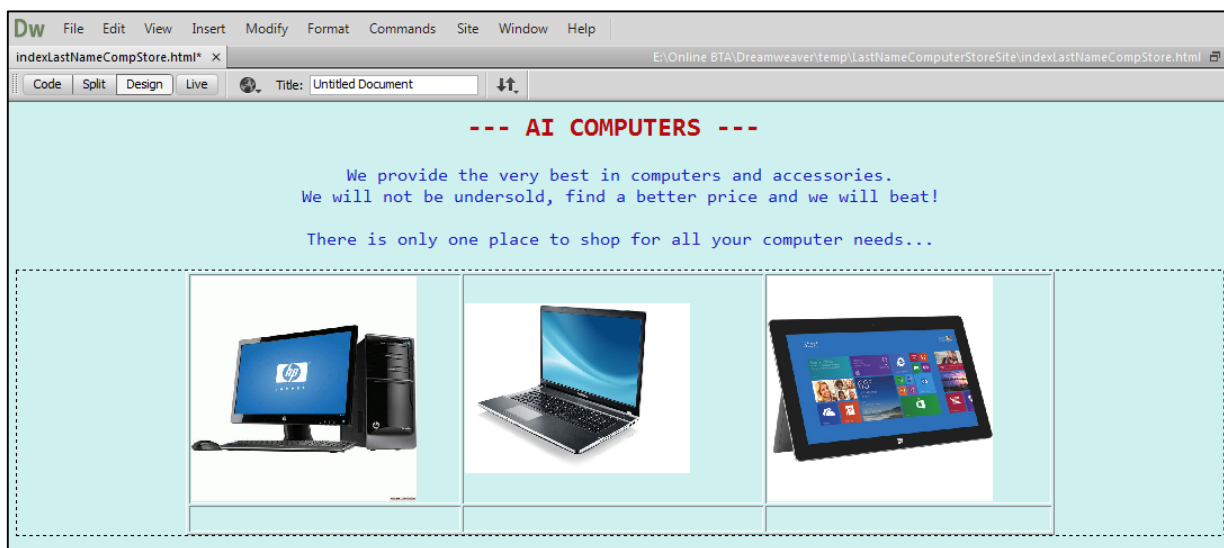 Dw File Edit View Insert Modify Format Commands Site Window Help
indexLastNameCompStore.html* × E:\Online BTA\Dreamweaver\temp\LastNameComputerStoreSite\indexLastNameCompStore.html
Code Split Design Live Title: Untitled Document
--- AI COMPUTERS ---
We provide the very best in computers and accessories.
We will not be undersold, find a better price and we will beat!
There is only one place to shop for all your computer needs...
hp
Start